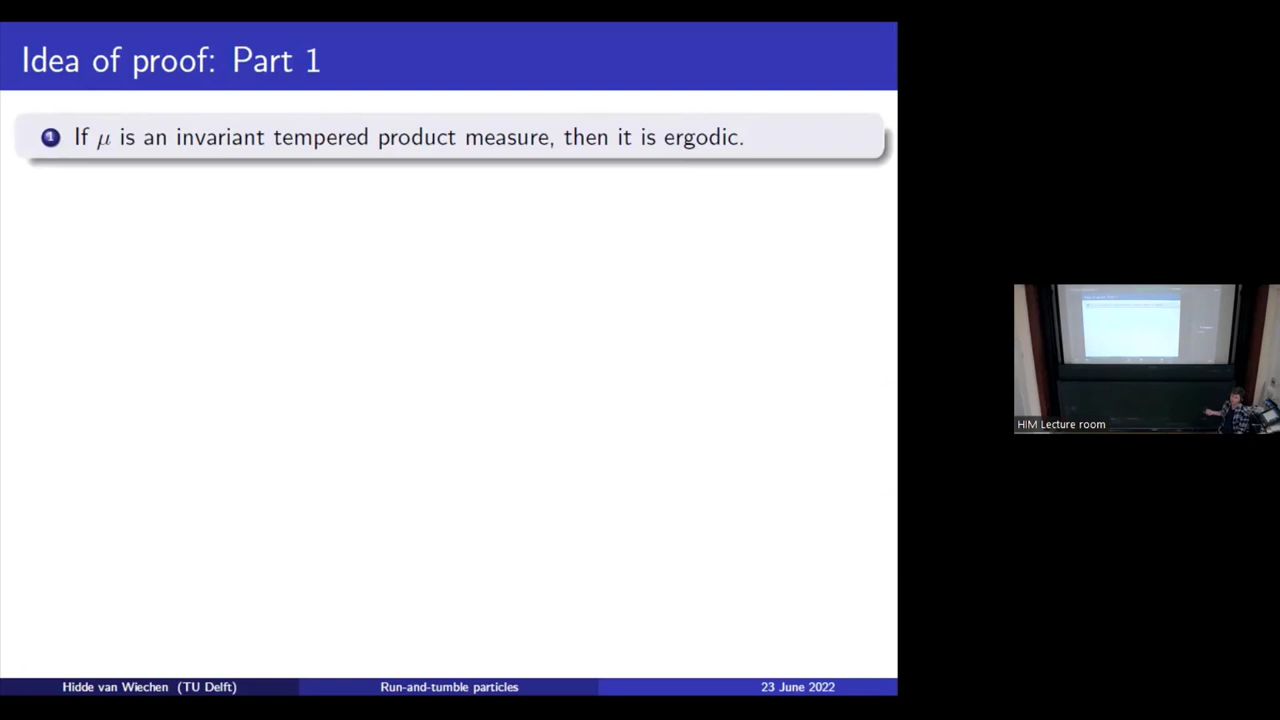 Idea of proof: Part 1
1 If μ is an invariant tempered product measure, then it is ergodic.
HIM Lecture room
Hidde van Wiechen (TU Delft) Run-and-tumble particles 23 June 2022